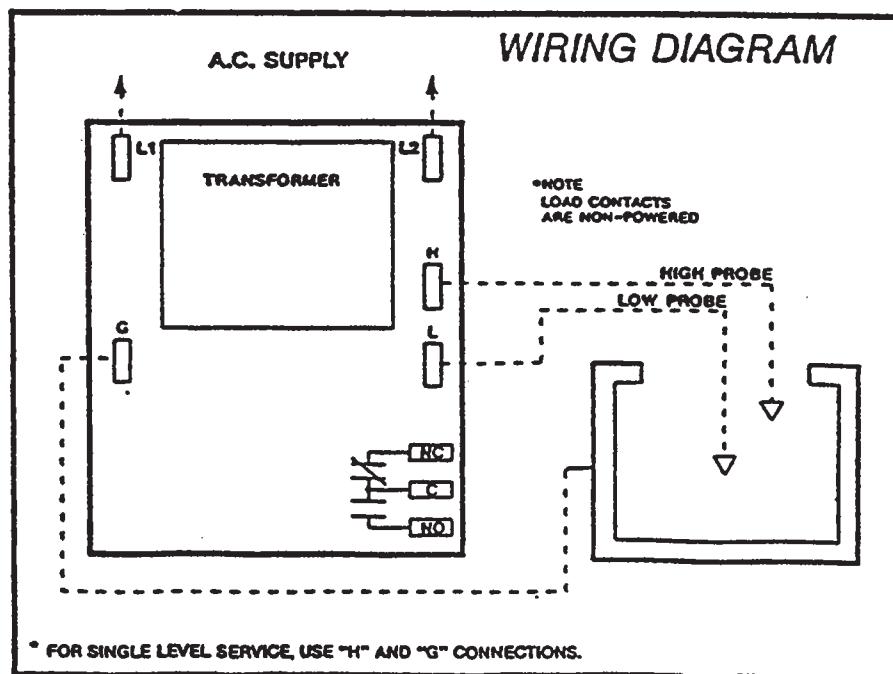 WIRING DIAGRAM
A.C. SUPPLY
L1
L2
TRANSFORMER
*NOTE
LOAD CONTACTS
ARE NON-POWERED
H
HIGH PROBE
LOW PROBE
G
L
NC
C
NO
* FOR SINGLE LEVEL SERVICE, USE "H" AND "G" CONNECTIONS.